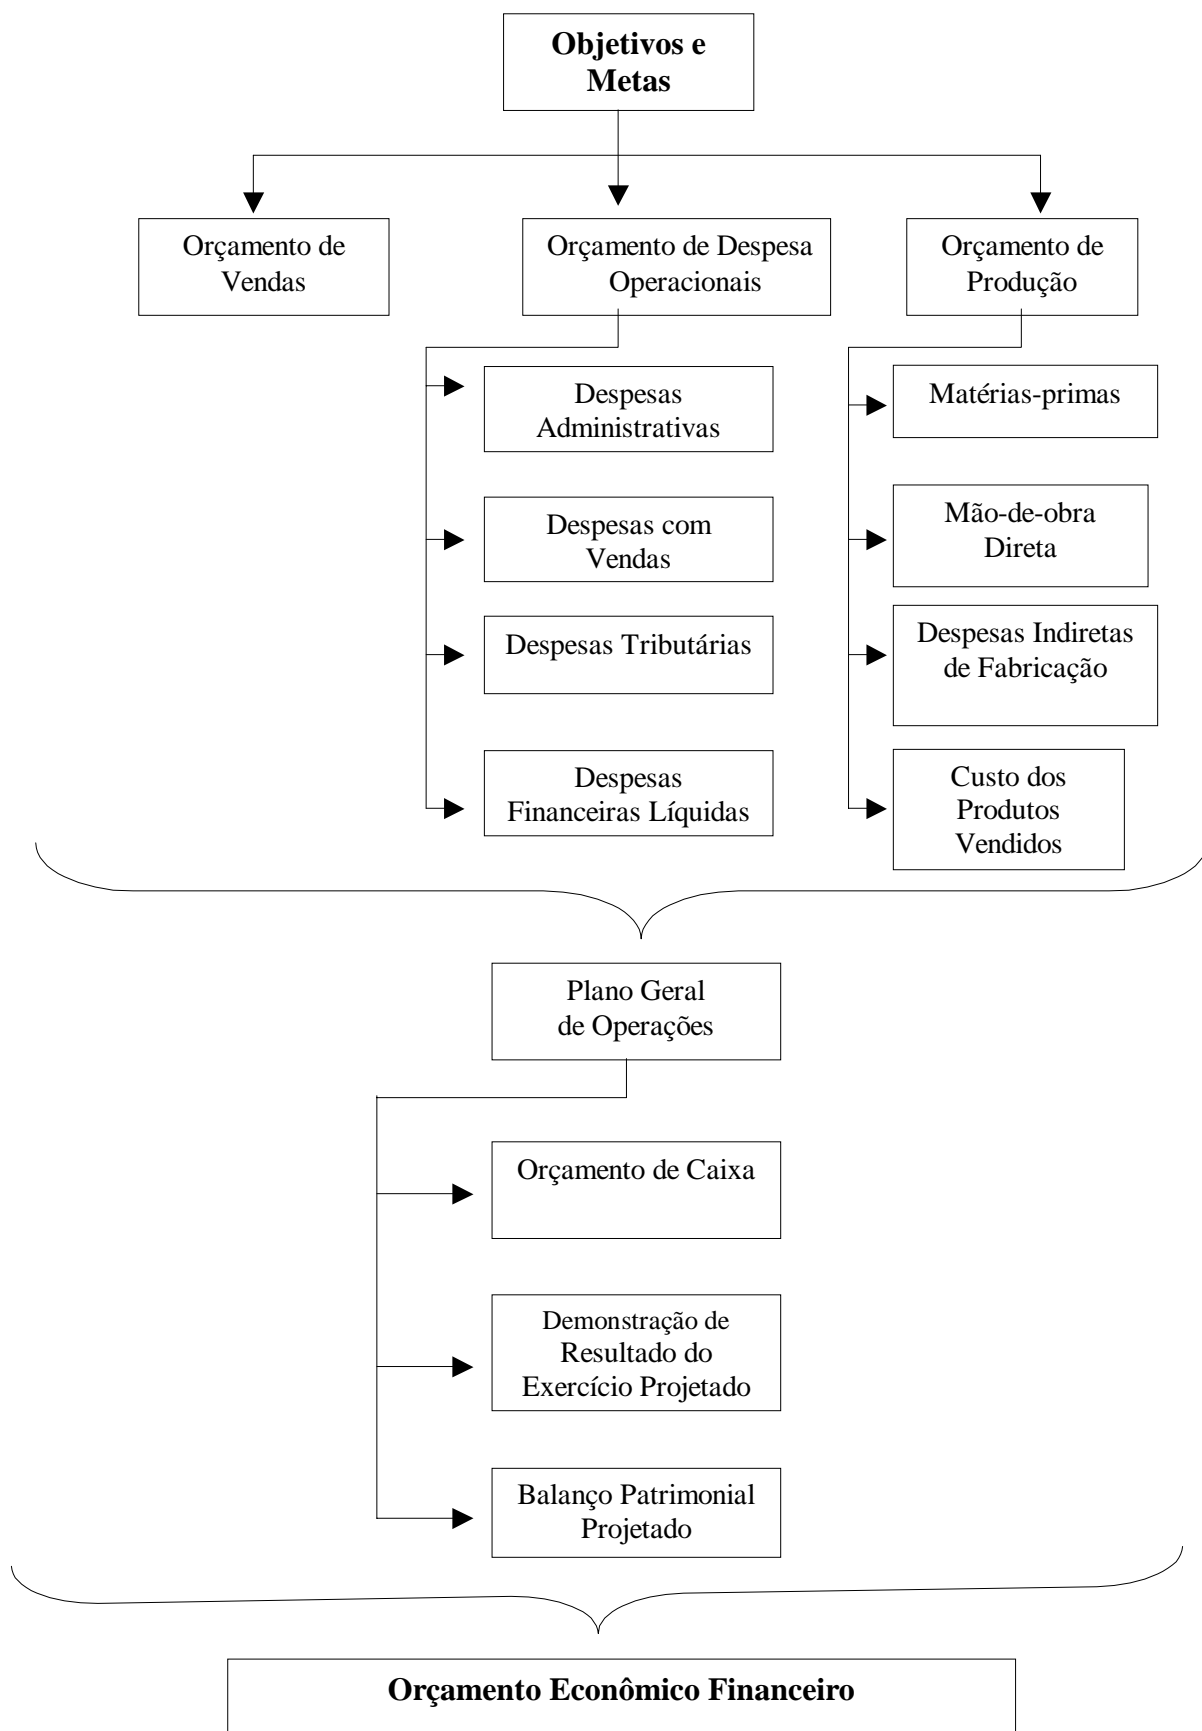 Objetivos e
Metas
Orçamento de
Vendas
Orçamento de Despesa
Operacionais
Orçamento de
Produção
Despesas
Administrativas
Despesas com
Vendas
Despesas Tributárias
Despesas
Financeiras Líquidas
Matérias-primas
Mão-de-obra
Direta
Despesas Indiretas
de Fabricação
Custo dos
Produtos
Vendidos
Plano Geral
de Operações
Orçamento de Caixa
Demonstração de
Resultado do
Exercício Projetado
Balanço Patrimonial
Projetado
Orçamento Econômico Financeiro